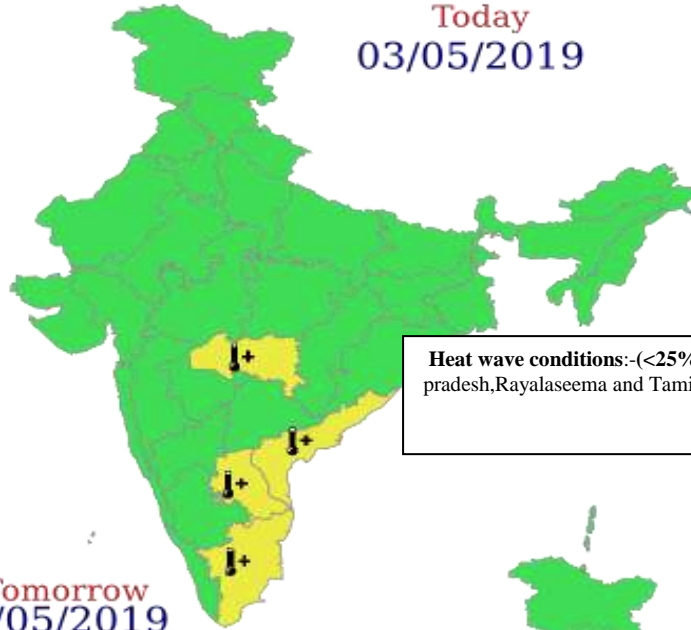 Today
03/05/2019
Heat wave conditions:-(<25%
pradesh,Rayalaseema and Tami
Tomorrow
/05/2019